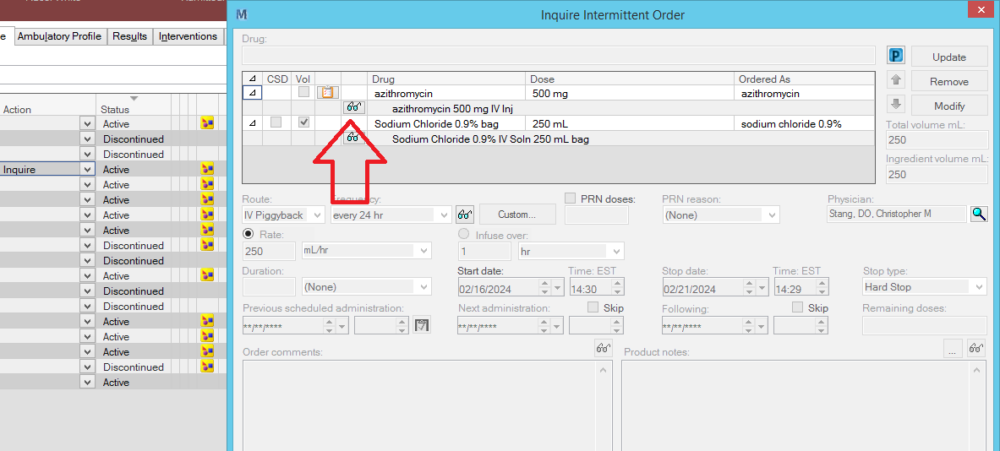 M Inquire Intermittent Order
e Ambulatory Profile Results Interventions
Drug:
P Update
CSD Vol Drug Dose Ordered As
Remove
azithromycin 500 mg azithromycin
azithromycin 500 mg IV Inj
Modify
Sodium Chloride 0.9% bag 250 mL sodium chloride 0.9%
Sodium Chloride 0.9% IV Soln 250 mL bag
Total volume mL:
250
Ingredient volume mL:
250
Action Status
Active
Discontinued
Discontinued
Inquire Active
Active
Active
Active
Active
Discontinued
Discontinued
Active
Discontinued
Discontinued
Active
Active
Active
Discontinued
Active
Route: Frequency: PRN doses: PRN reason: Physician:
IV Piggyback every 24 hr Custom... (None) Stang, DO, Christopher M
Rate: Infuse over:
250 mL/hr 1 hr
Duration: Start date: Time: EST Stop date: Time: EST Stop type:
(None) 02/16/2024 14:30 02/21/2024 14:29 Hard Stop
Previous scheduled administration: Next administration: Skip Following: Skip Remaining doses:
**/**/**** **/**/**** **/**/****
Order comments: Product notes: ...